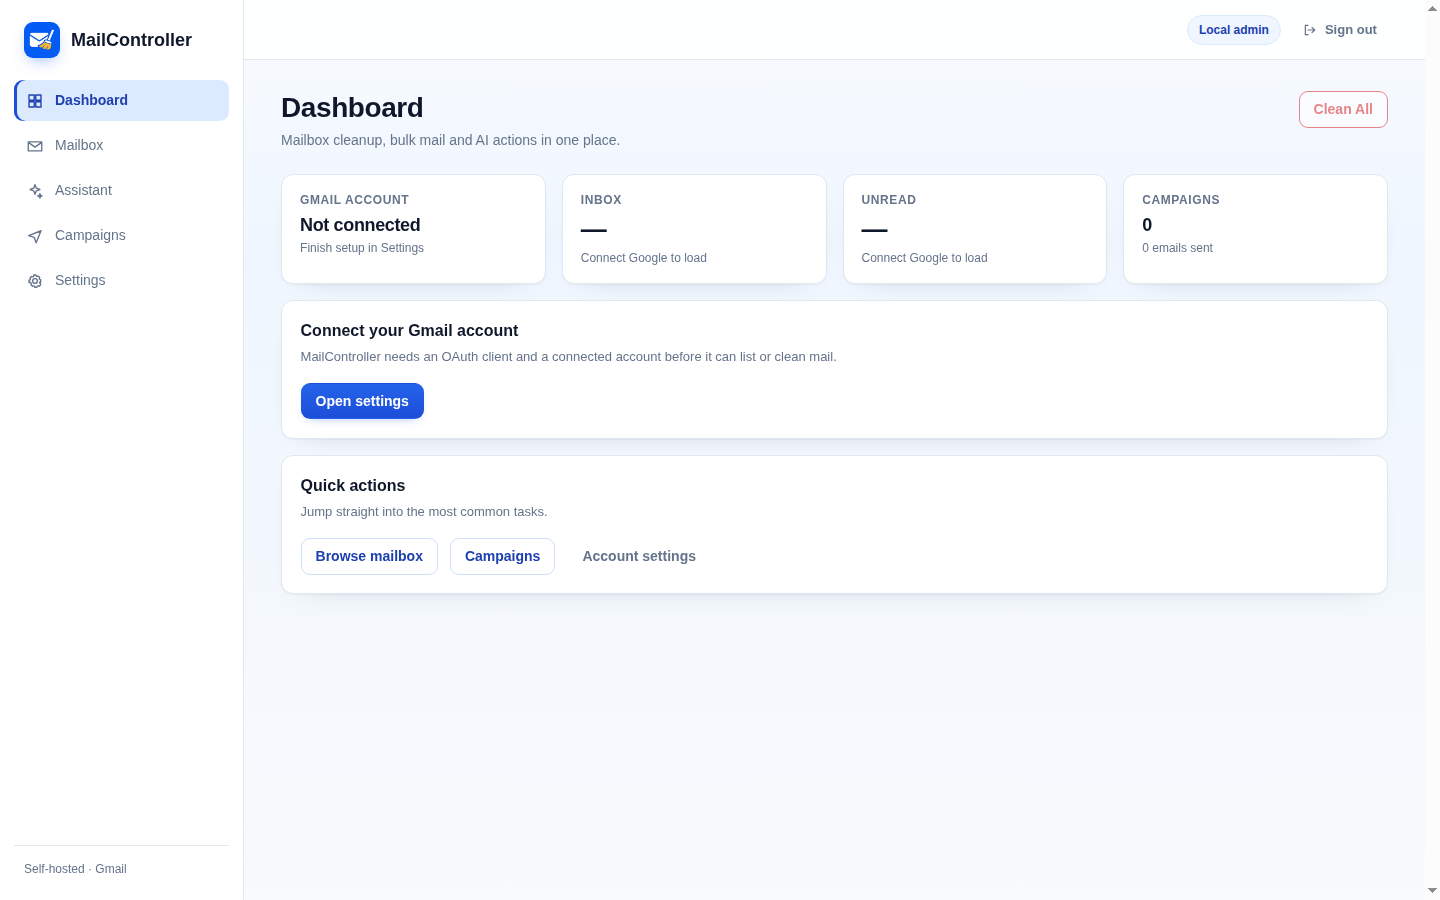 MailController
Local admin
Sign out
Dashboard
Mailbox
Assistant
Campaigns
Settings
Dashboard
Mailbox cleanup, bulk mail and AI actions in one place.
Clean All
GMAIL ACCOUNT
Not connected
Finish setup in Settings
INBOX
—
Connect Google to load
UNREAD
—
Connect Google to load
CAMPAIGNS
0
0 emails sent
Connect your Gmail account
MailController needs an OAuth client and a connected account before it can list or clean mail.
Open settings
Quick actions
Jump straight into the most common tasks.
Browse mailbox
Campaigns
Account settings
Self-hosted · Gmail